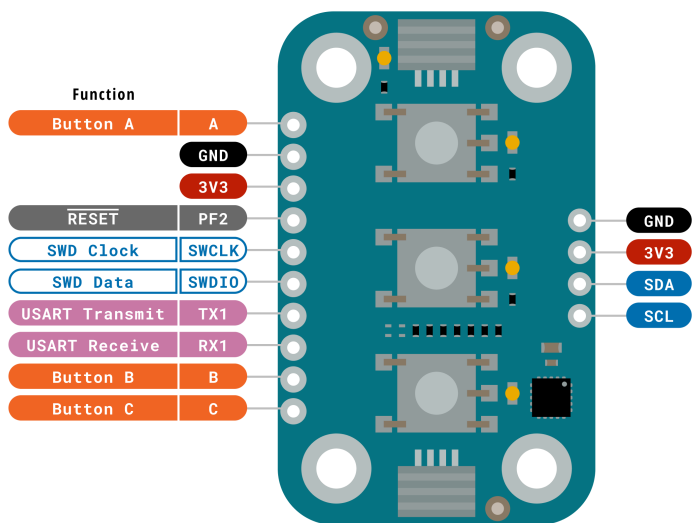 Function
Button A A
GND
3V3
RESET PF2
SWD Clock SWCLK
SWD Data SWDIO
USART Transmit TX1
USART Receive RX1
Button B B
Button C C
GND
3V3
SDA
SCL